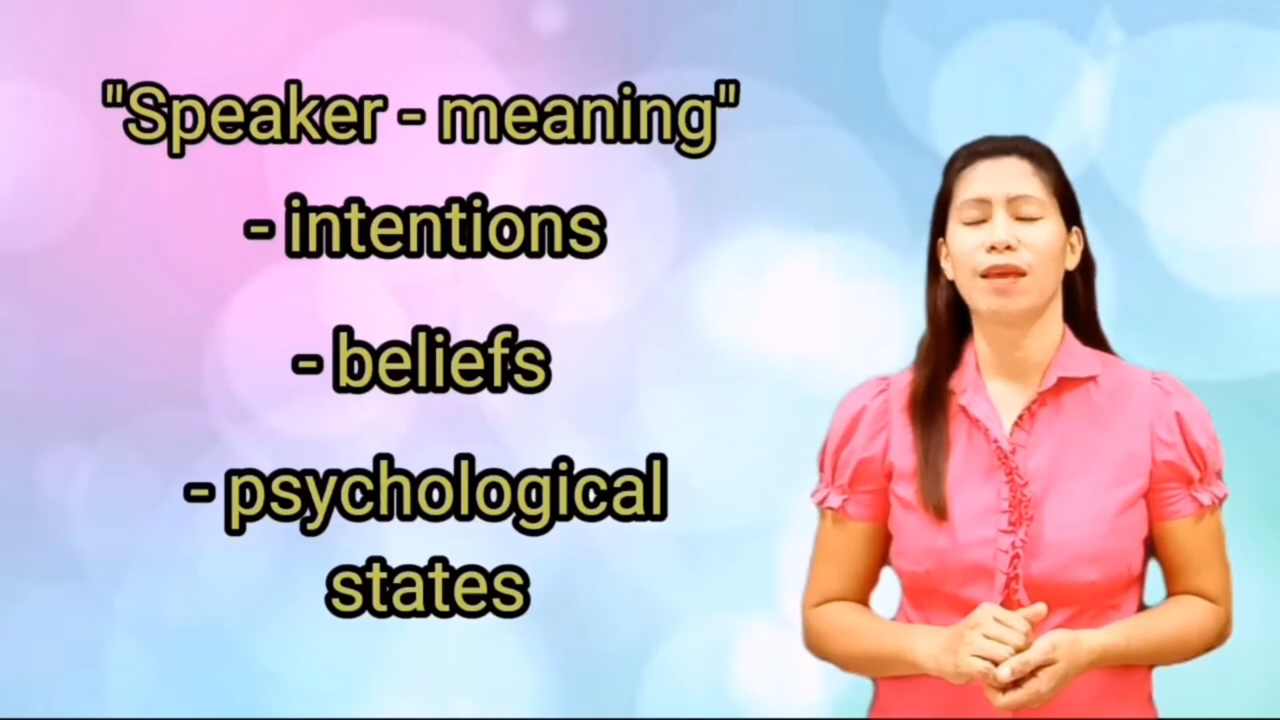 "Speaker - meaning"
- intentions
- beliefs
- psychological
states